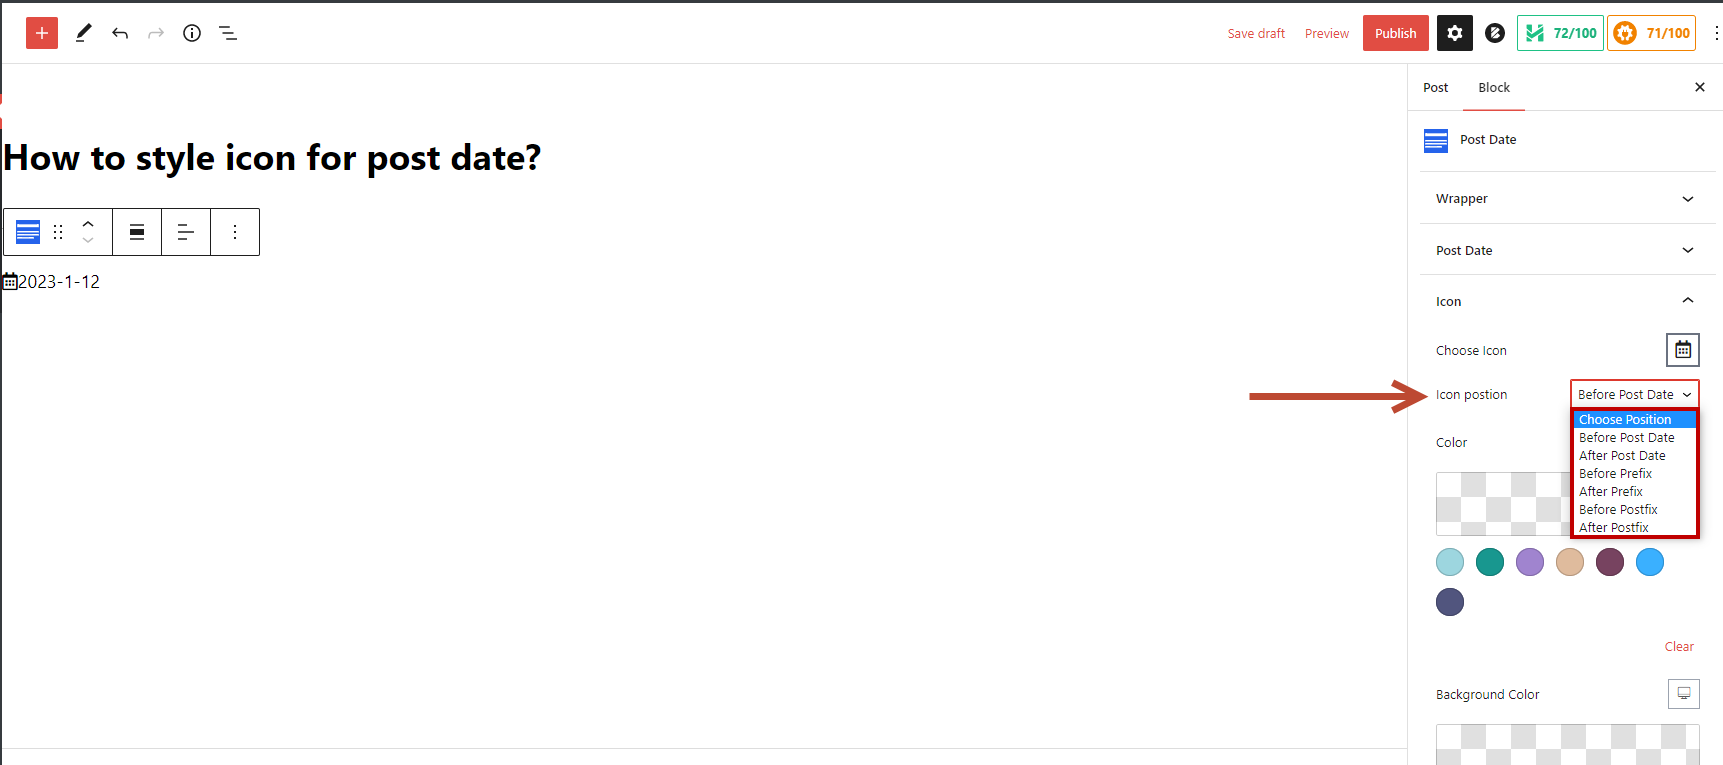 Save draft
Preview
Publish
72/100
71/100
Post
Block
How to style icon for post date?
2023-1-12
Post Date
Wrapper
Post Date
Icon
Choose Icon
Icon postion
Before Post Date
Choose Position
Before Post Date
After Post Date
Before Prefix
After Prefix
Before Postfix
After Postfix
Color
Clear
Background Color